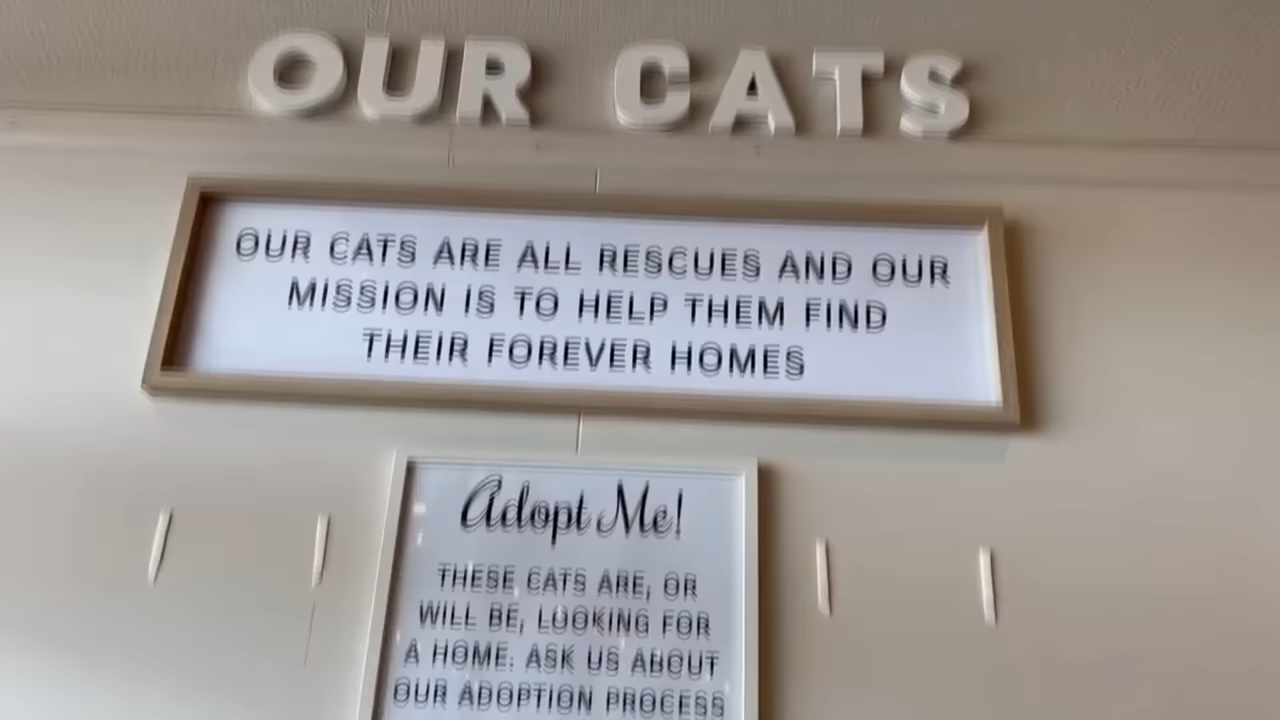 OUR CATS
OUR CATS ARE ALL RESCUES AND OUR
MISSION IS TO HELP THEM FIND
THEIR FOREVER HOMES
Adopt Me!
THESE CATS ARE, OR
WILL BE, LOOKING FOR
A HOME. ASK US ABOUT
OUR ADOPTION PROCESS